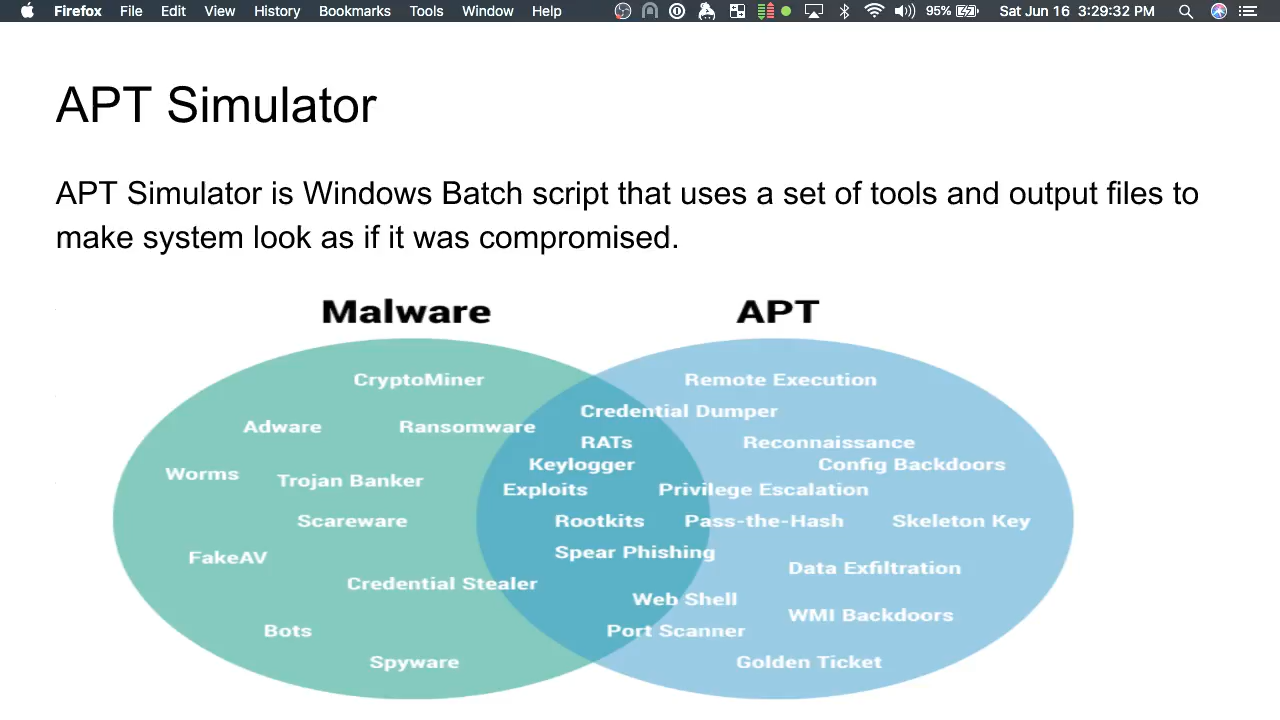 Firefox File Edit View History Bookmarks Tools Window Help 95% Sat Jun 16 3:29:32 PM
APT Simulator
APT Simulator is Windows Batch script that uses a set of tools and output files to
make system look as if it was compromised.
Malware APT
CryptoMiner Remote Execution
Credential Dumper
Adware Ransomware
RATs Reconnaissance
Keylogger Config Backdoors
Worms Trojan Banker
Exploits Privilege Escalation
Scareware Rootkits Pass-the-Hash Skeleton Key
FakeAV Spear Phishing
Data Exfiltration
Credential Stealer
Web Shell
WMI Backdoors
Bots Port Scanner
Spyware Golden Ticket